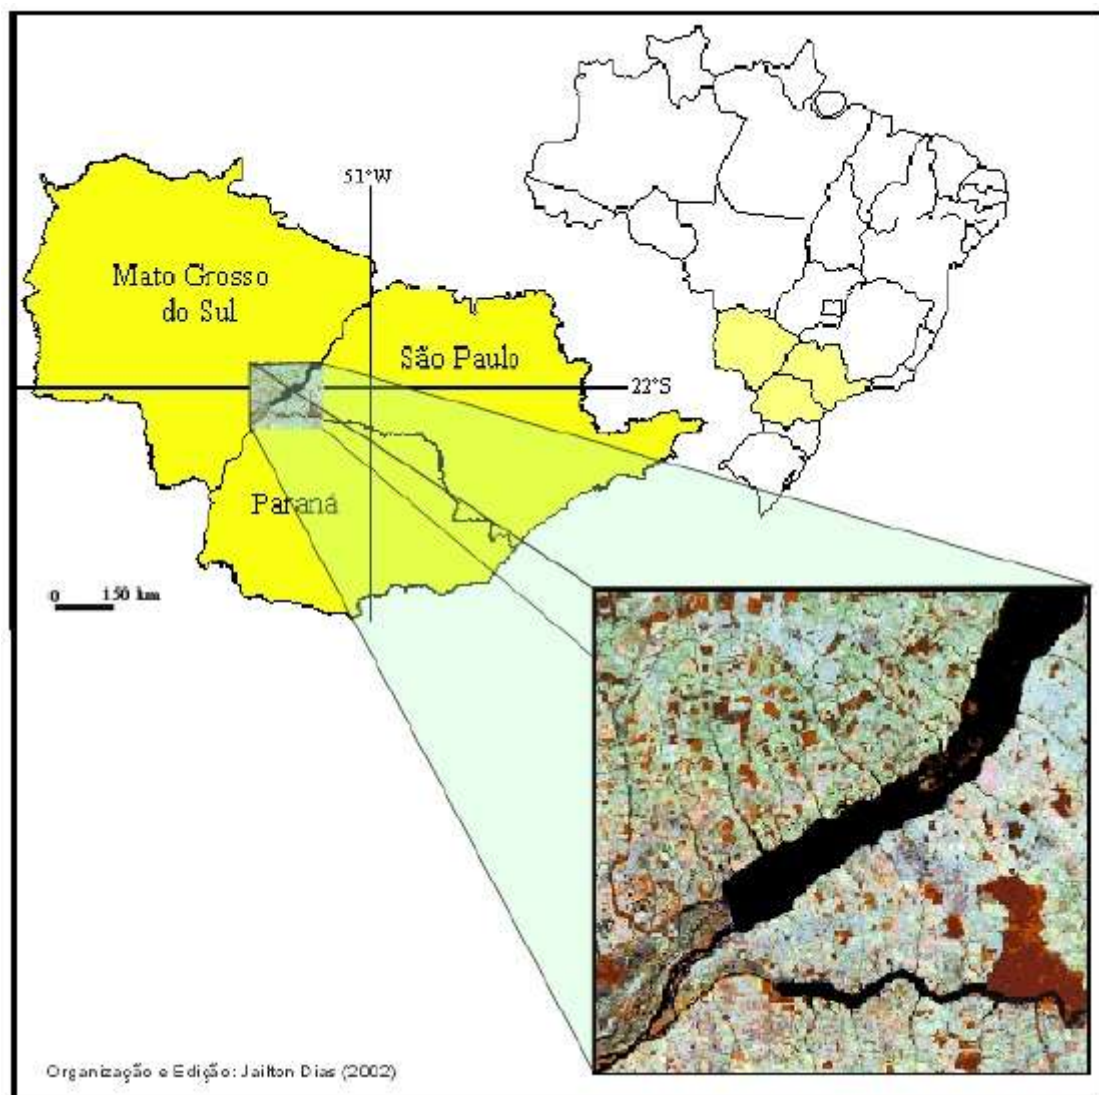 51°W
Mato Grosso
do Sul
São Paulo
22°S
Paraná
0 150 km
Organização e Edição: Jailton Dias (2002)